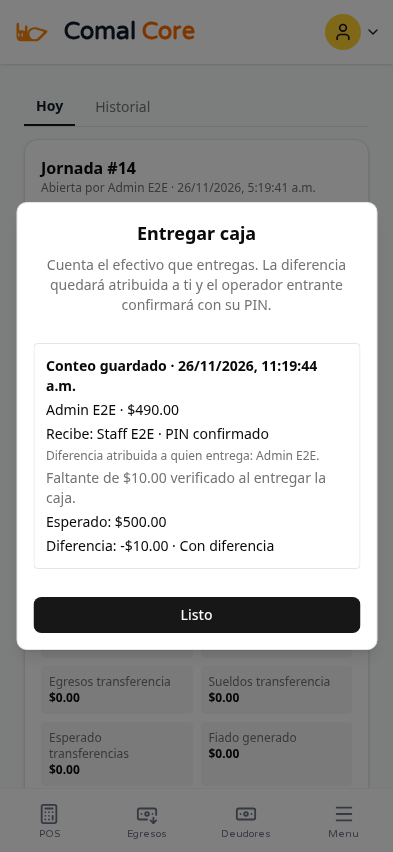 Comal Core
Hoy
Historial
Jornada #14
Abierta por Admin E2E · 26/11/2026, 5:19:41 a.m.
Entregar caja
Cuenta el efectivo que entregas. La diferencia
quedará atribuida a ti y el operador entrante
confirmará con su PIN.
Conteo guardado · 26/11/2026, 11:19:44
a.m.
Admin E2E · $490.00
Recibe: Staff E2E · PIN confirmado
Diferencia atribuida a quien entrega: Admin E2E.
Faltante de $10.00 verificado al entregar la
caja.
Esperado: $500.00
Diferencia: -$10.00 · Con diferencia
Listo
Egresos transferencia
$0.00
Sueldos transferencia
$0.00
Esperado
transferencias
$0.00
Fiado generado
$0.00
POS
Egresos
Deudores
Menu